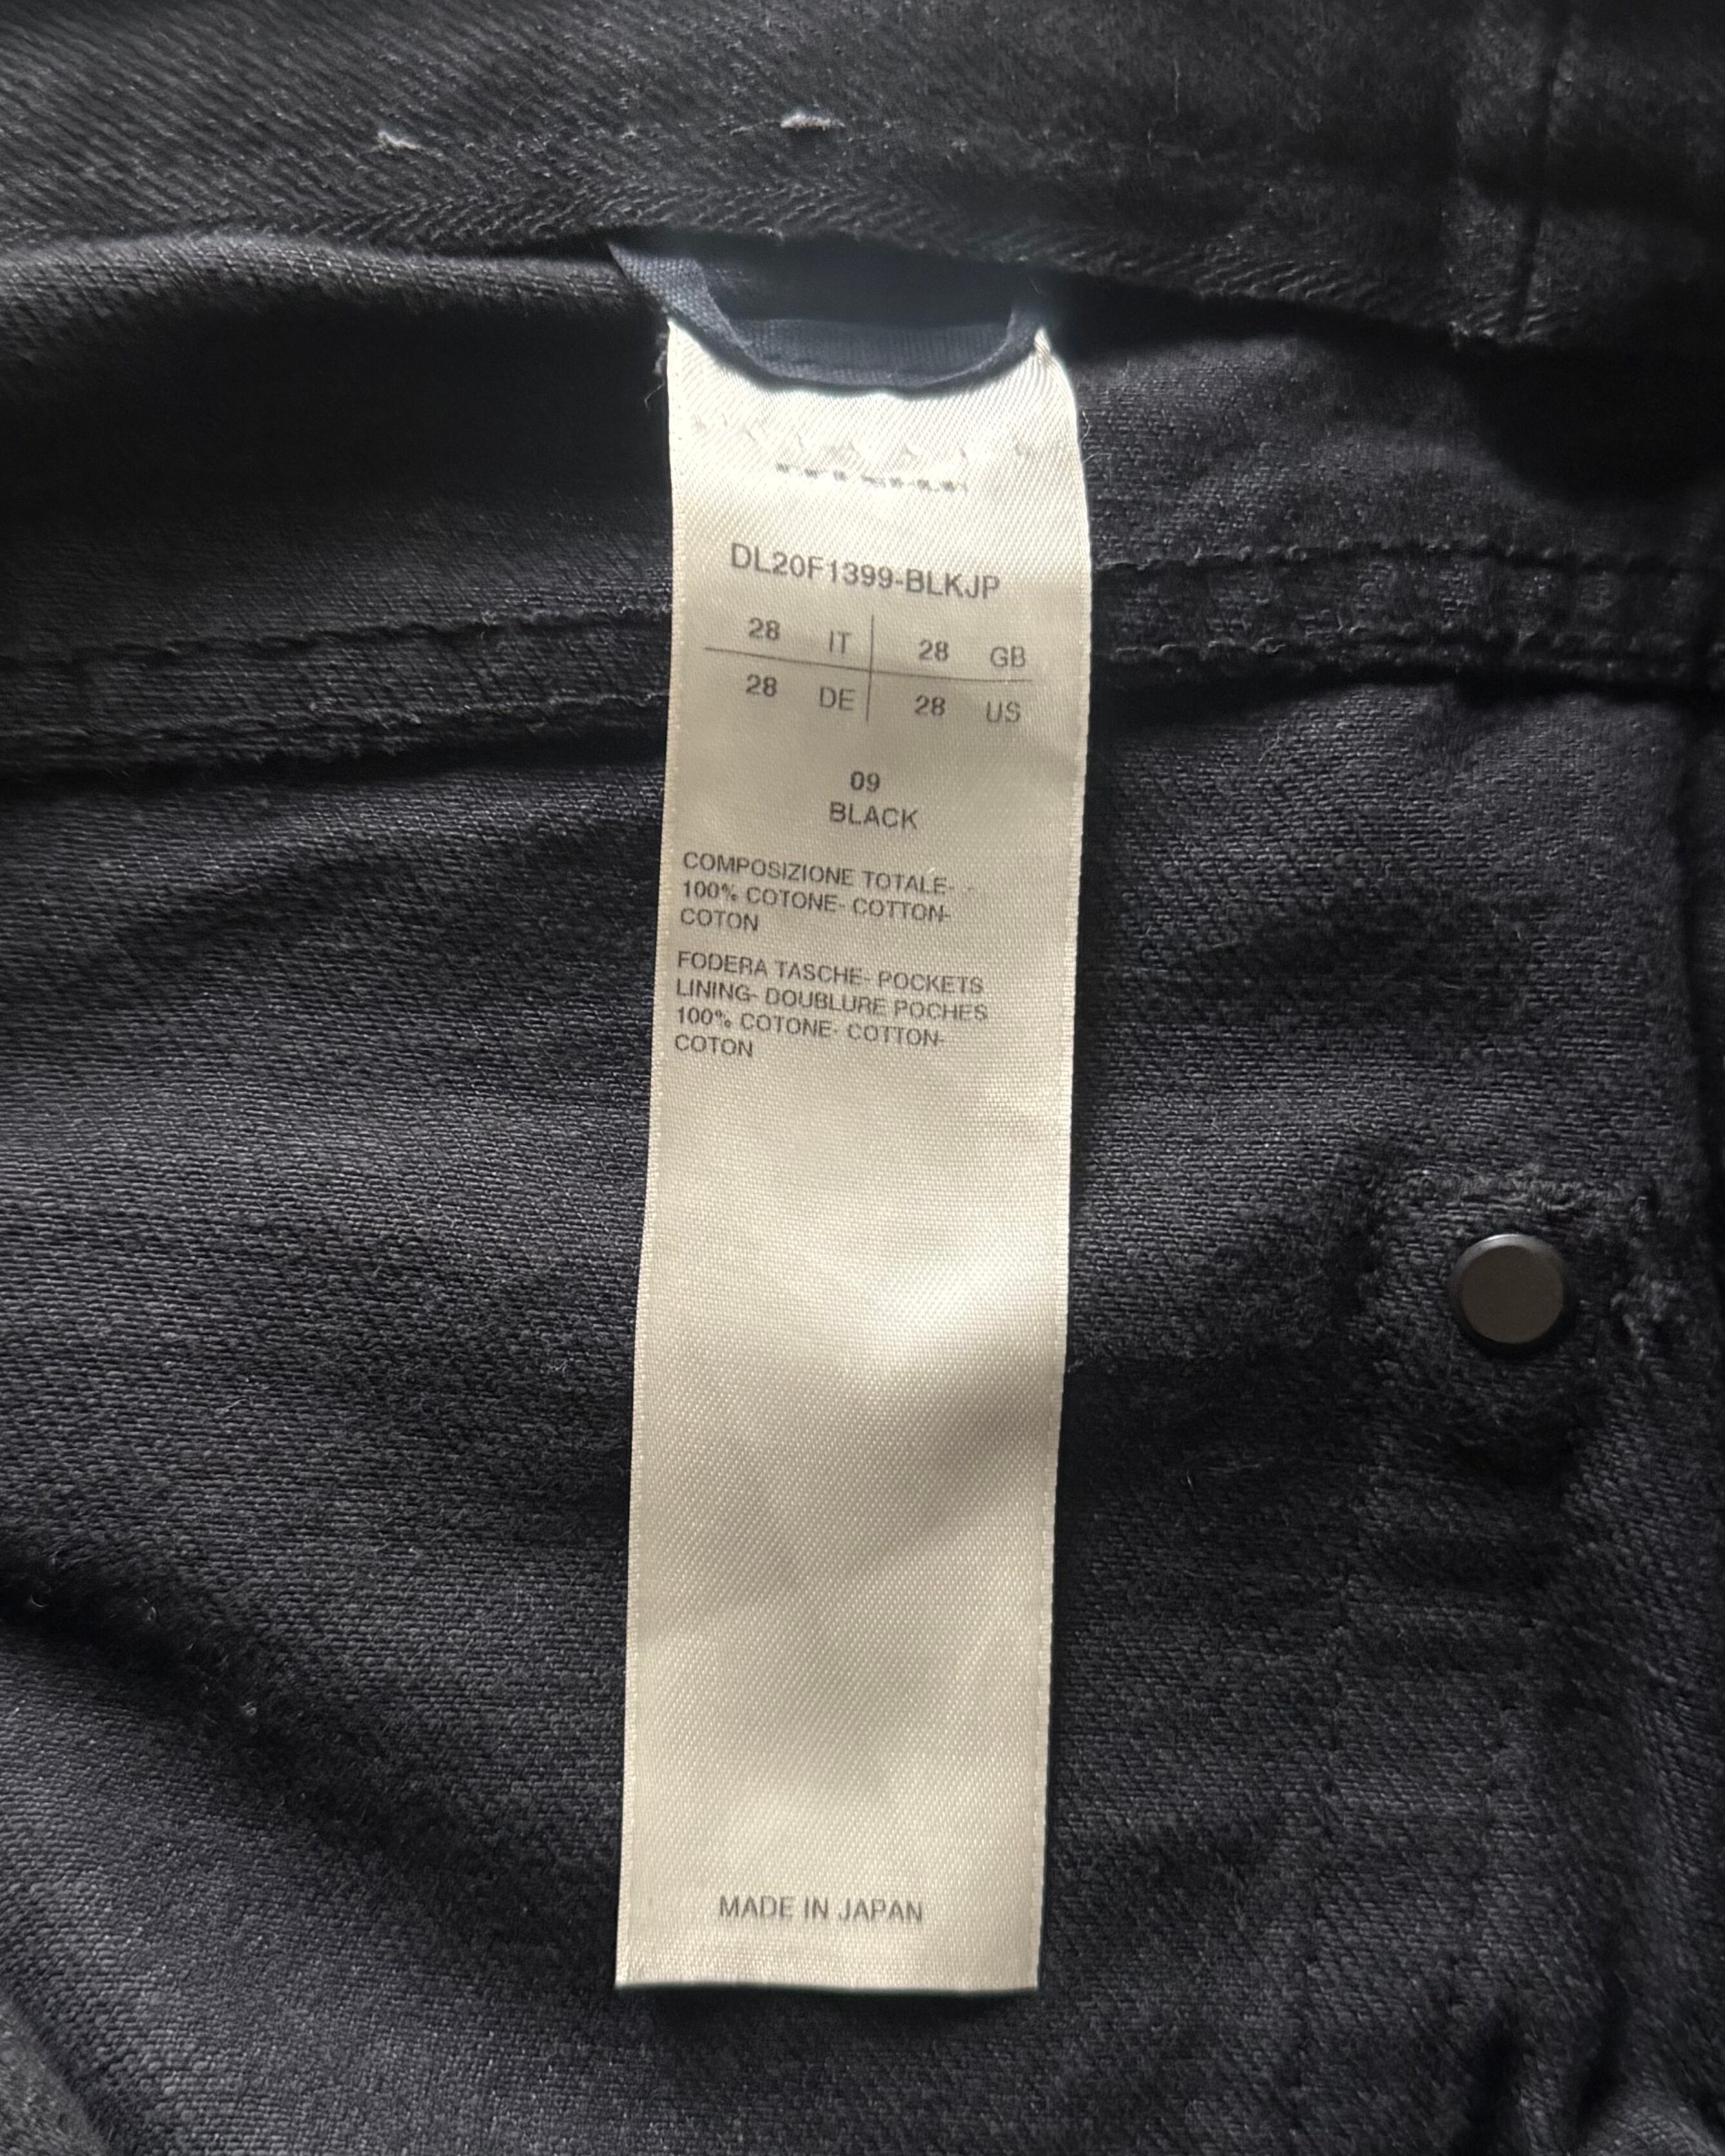 DL20F1399-BLKJP
28 IT 28 GB
28 DE 28 US
09
BLACK
COMPOSIZIONE TOTALE- -
100% COTONE- COTTON-
COTON
FODERA TASCHE- POCKETS
LINING- DOUBLURE POCHES
100% COTONE- COTTON-
COTON
MADE IN JAPAN